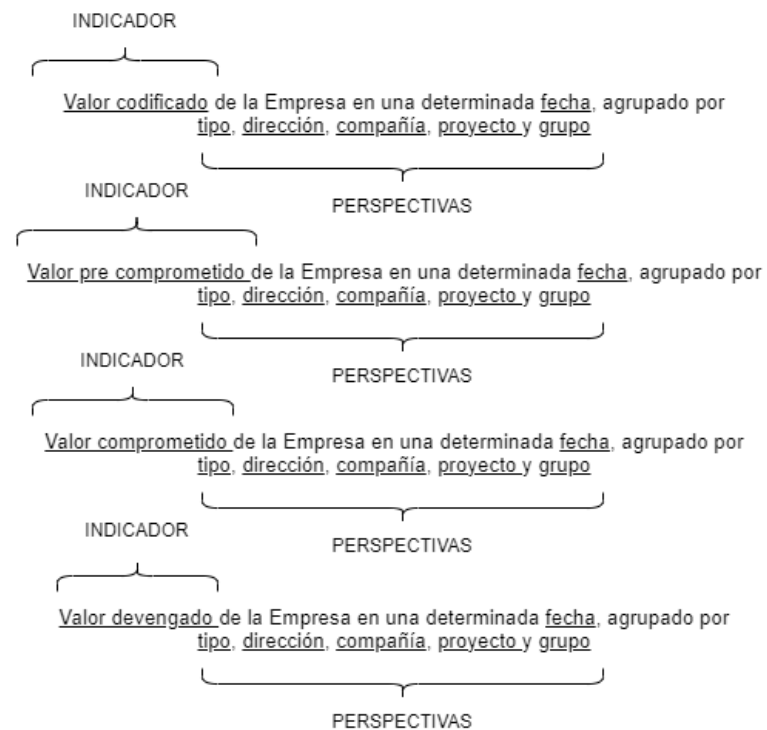 INDICADOR
Valor codificado de la Empresa en una determinada fecha, agrupado por
tipo, dirección, compañía, proyecto y grupo
PERSPECTIVAS
INDICADOR
Valor pre comprometido de la Empresa en una determinada fecha, agrupado por
tipo, dirección, compañía, proyecto y grupo
PERSPECTIVAS
INDICADOR
Valor comprometido de la Empresa en una determinada fecha, agrupado por
tipo, dirección, compañía, proyecto y grupo
PERSPECTIVAS
INDICADOR
Valor devengado de la Empresa en una determinada fecha, agrupado por
tipo, dirección, compañía, proyecto y grupo
PERSPECTIVAS